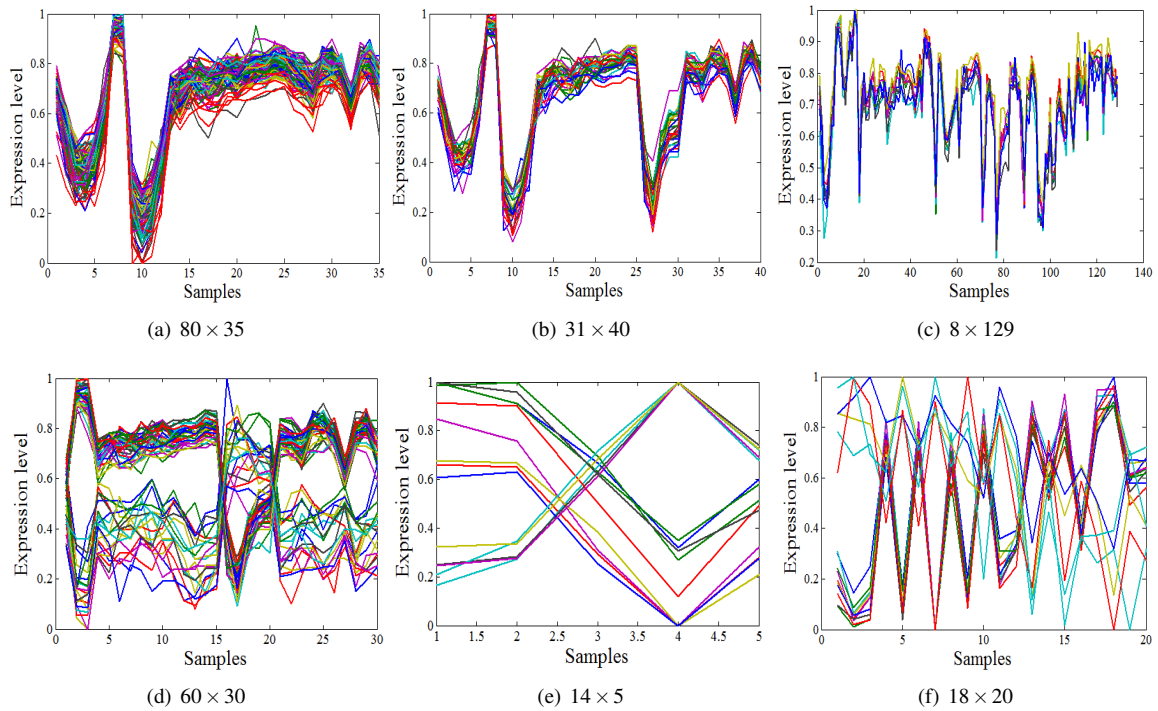 Expression level
1
0.8
0.6
0.4
0.2
0
0 5 10 15 20 25 30 35
Samples
(a) 80 × 35
Expression level
1
0.8
0.6
0.4
0.2
0
0 5 10 15 20 25 30 35 40
Samples
(b) 31 × 40
Expression level
1
0.9
0.8
0.7
0.6
0.5
0.4
0.3
0.2
0 20 40 60 80 100 120 140
Samples
(c) 8 × 129
Expression level
1
0.8
0.6
0.4
0.2
0
0 5 10 15 20 25 30
Samples
(d) 60 × 30
Expression level
1
0.8
0.6
0.4
0.2
0
1 1.5 2 2.5 3 3.5 4 4.5 5
Samples
(e) 14 × 5
Expression level
1
0.8
0.6
0.4
0.2
0
0 5 10 15 20
Samples
(f) 18 × 20